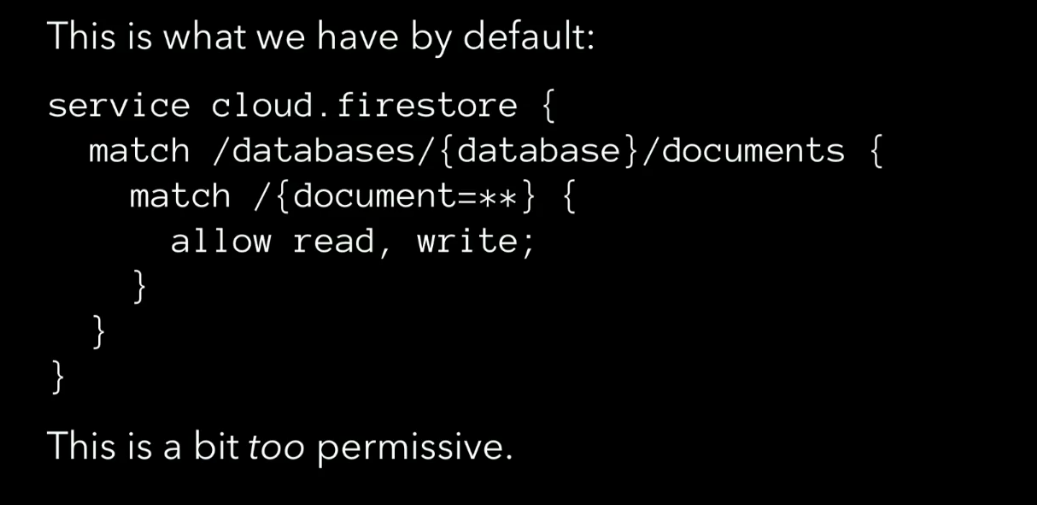 This is what we have by default:
service cloud.firestore {
  match /databases/{database}/documents {
    match /{document=**} {
      allow read, write;
    }
  }
}
This is a bit too permissive.